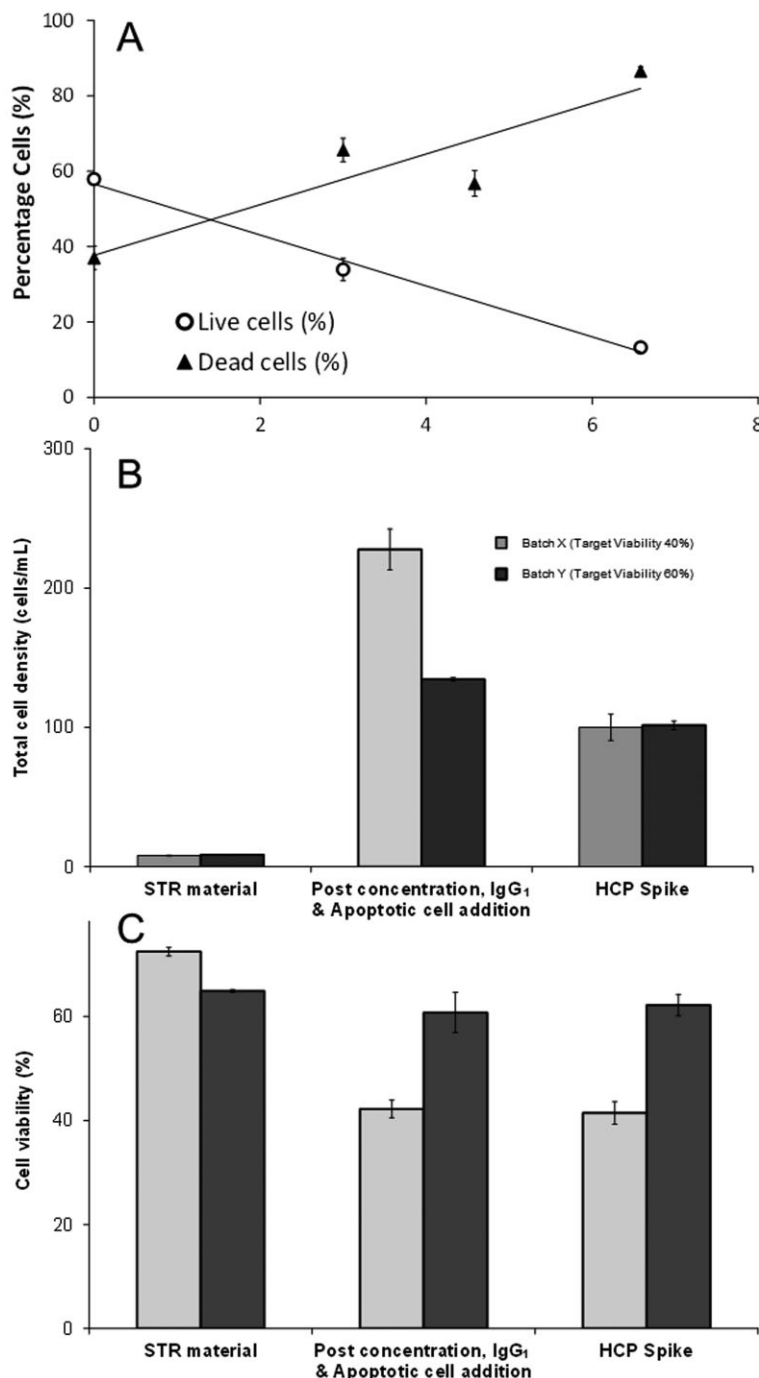 A
100
80
60
40
20
0
Percentage Cells (%)
Live cells (%)
Dead cells (%)
0 2 4 6 8
B
300
200
100
0
Total cell density (cells/mL)
Batch X (Target Viability 40%)
Batch Y (Target Viability 60%)
STR material Post concentration, IgG₁ HCP Spike
& Apoptotic cell addition
C
60
40
20
0
Cell viability (%)
STR material Post concentration, IgG₁ HCP Spike
& Apoptotic cell addition